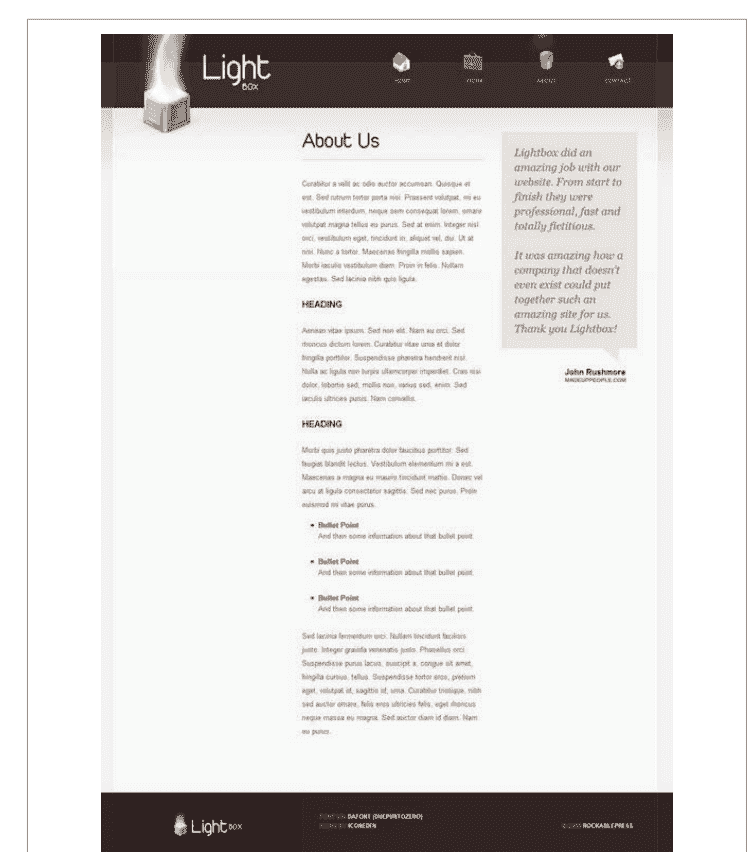 Light
BOX
HOME
ABOUT
CONTACT
About Us
Curabitur a velit ac odio auctor accumsan. Quisque et
est. Sed rutrum tortor porta nisi. Praesent volutpat, mi eu
vestibulum interdum, neque sem consequat lorem, ornare
volutpat magna tellus eu purus. Sed at enim. Integer nisl
orci, vestibulum eget, tincidunt in, aliquet vel, dui. Ut at
nisi. Nunc a tortor. Maecenas fringilla mollis sapien.
Morbi iaculis vestibulum diam. Proin in felis. Nullam
egestas. Sed lacinia nibh quis ligula.
HEADING
Aenean vitae ipsum. Sed non elit. Nam eu orci. Sed
rhoncus dictum lorem. Curabitur vitae urna et dolor
fringilla porttitor. Suspendisse pharetra hendrerit nisl.
Nulla ac ligula non turpis ullamcorper imperdiet. Cras nisi
dolor, lobortis sed, mollis non, varius sed, enim. Sed
iaculis ultricies purus. Nam convallis.
HEADING
Morbi quis justo pharetra dolor faucibus porttitor. Sed
feugiat blandit lectus. Vestibulum elementum mi a est.
Maecenas a magna eu mauris tincidunt mattis. Donec vel
arcu at ligula consectetur sagittis. Sed nec purus. Proin
euismod mi vitae purus.
• Bullet Point
And then some information about that bullet point
• Bullet Point
And then some information about that bullet point
• Bullet Point
And then some information about that bullet point
Sed lacinia fermentum orci. Nullam tincidunt facilisis
justo. Integer gravida venenatis justo. Phasellus orci.
Suspendisse purus lacus, suscipit a, congue sit amet,
fringilla cursus, tellus. Suspendisse tortor eros, pretium
eget, volutpat id, sagittis id, urna. Curabitur tristique, nibh
sed auctor ornare, felis eros ultricies felis, eget rhoncus
neque massa eu magna. Sed auctor diam id diam. Nam
eu purus.
Lightbox did an
amazing job with our
website. From start to
finish they were
professional, fast and
totally fictitious.
It was amazing how a
company that doesn't
even exist could put
together such an
amazing site for us.
Thank you Lightbox!
John Rushmore
MADEUPPEOPLE.COM
Light BOX
DAFONT
ICONEDEN
ROCKABLEPRESS